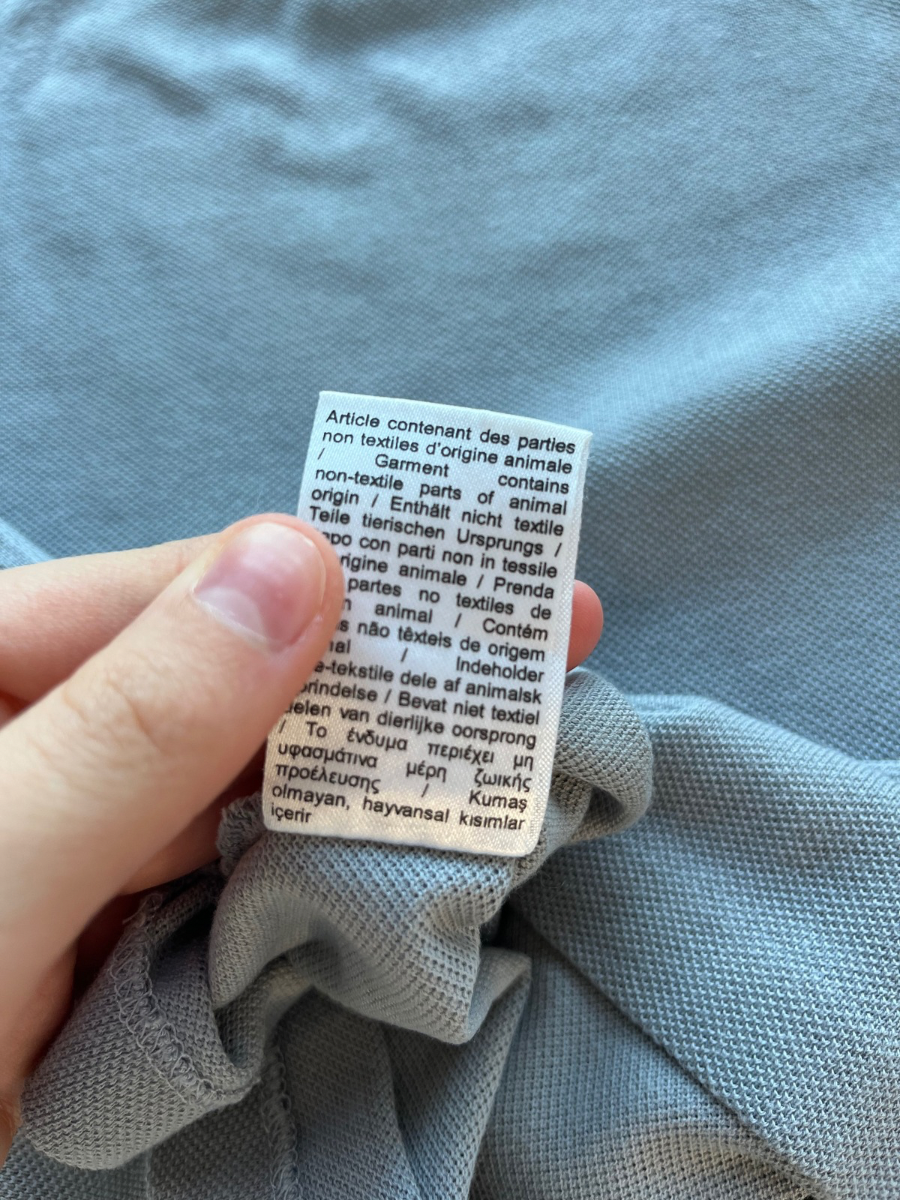 Article contenant des parties
non textiles d'origine animale
/ Garment contains
non-textile parts of animal
origin / Enthält nicht textile
Teile tierischen Ursprungs /
con parti non in tessile
animale / Prenda
partes no textiles de
animal / Contém
não têxteis de origem
/ Indeholder
dele af animalsk
/ Bevat niet textiel
van dierlijke oorsprong
/ Το ένδυμα περιέχει μη
υφασμάτινα μέρη ζωικής
προέλευσης / Kumaş
olmayan, hayvansal kısımlar
içerir